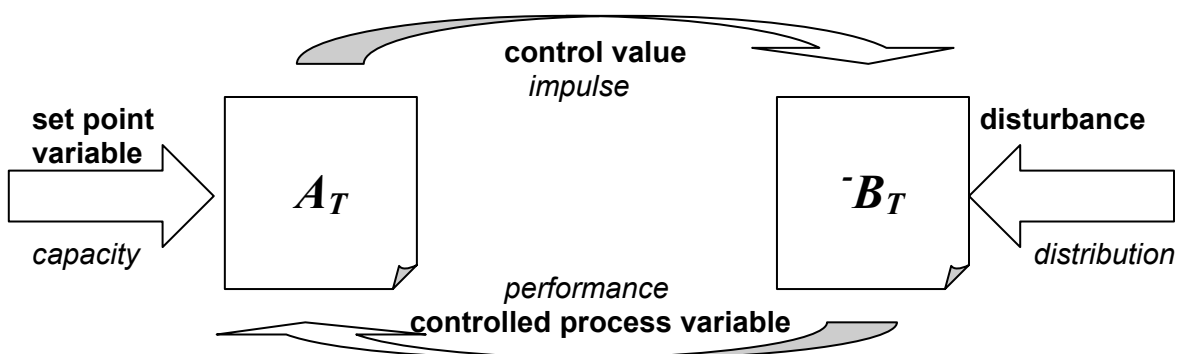 control value
impulse
set point
variable
disturbance
A_T
⁻B_T
capacity
distribution
performance
controlled process variable